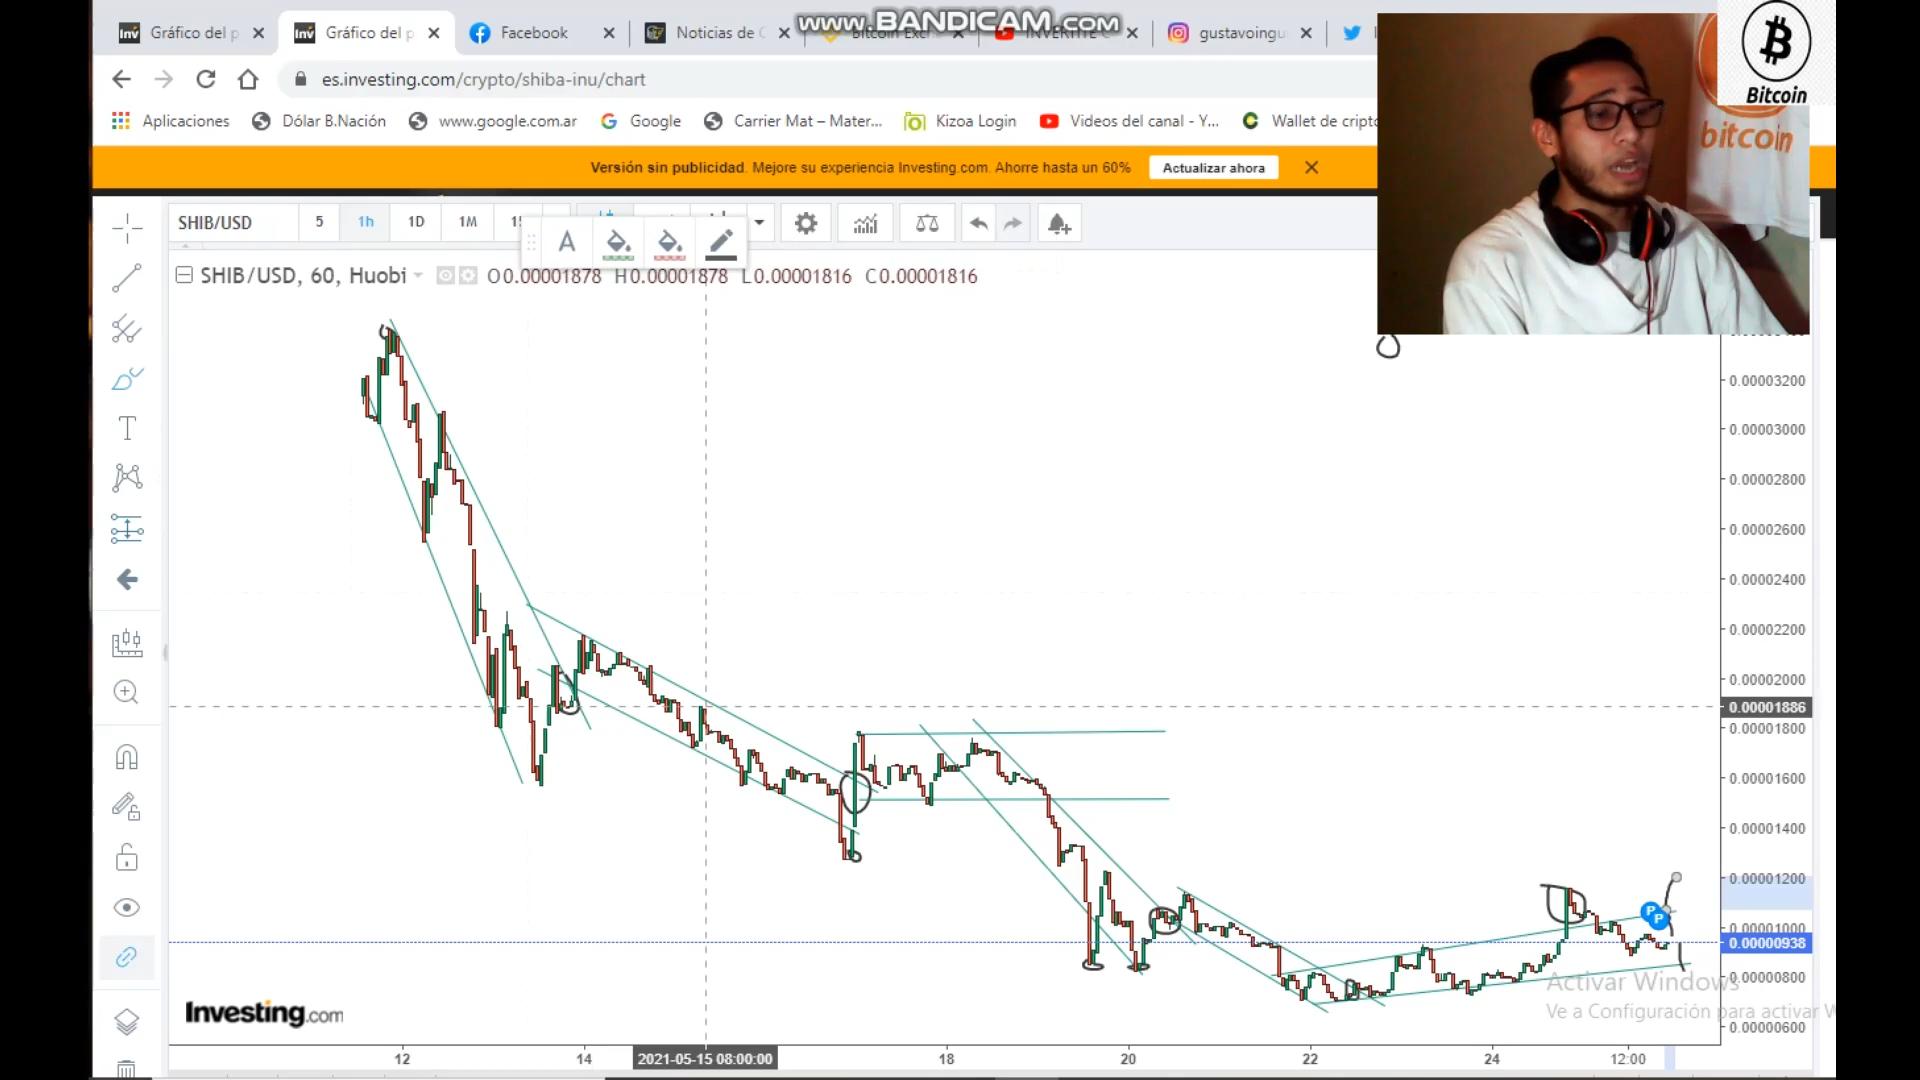 www.BANDICAM.com
Gráfico del p
Gráfico del p
Facebook
Noticias de C
Bitcoin Exc
INVERTITE
gustavoingu
es.investing.com/crypto/shiba-inu/chart
Aplicaciones
Dólar B.Nación
www.google.com.ar
Google
Carrier Mat – Mater...
Kizoa Login
Videos del canal - Y...
Wallet de cripto
Bitcoin
bitcoin
Versión sin publicidad. Mejore su experiencia Investing.com. Ahorre hasta un 60%
Actualizar ahora
SHIB/USD
5
1h
1D
1M
A
SHIB/USD, 60, Huobi
O0.00001878 H0.00001878 L0.00001816 C0.00001816
0.00003200
0.00003000
0.00002800
0.00002600
0.00002400
0.00002200
0.00002000
0.00001886
0.00001800
0.00001600
0.00001400
0.00001200
0.00001000
0.00000938
0.00000800
0.00000600
P
P
Activar Windows
Ve a Configuración para activar W
Investing.com
12
14
2021-05-15 08:00:00
18
20
22
24
12:00